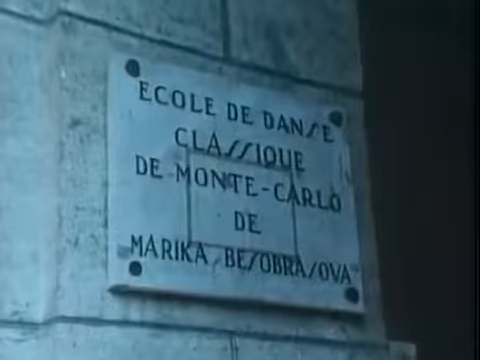 ECOLE DE DANSE
CLASSIQUE
DE MONTE-CARLO
DE
MARIKA BESOBRASOVA